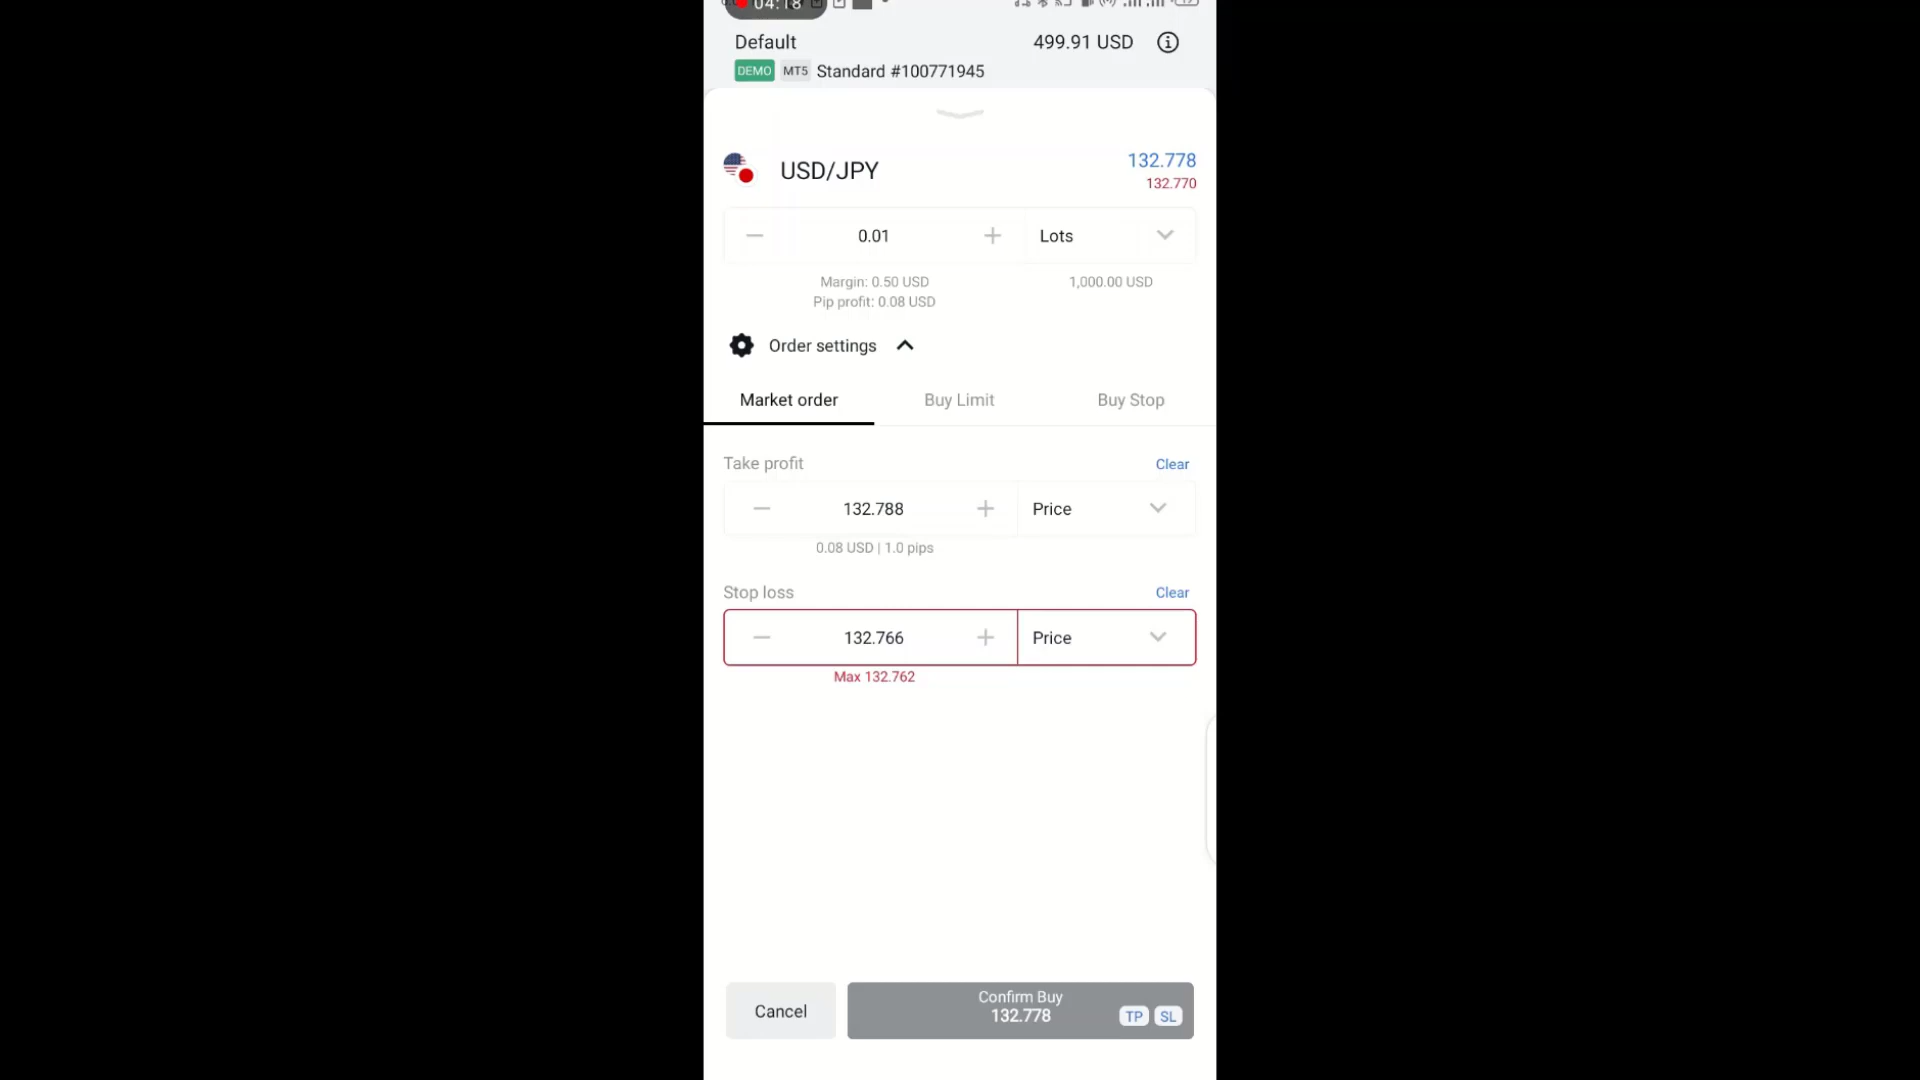 04:18
Default
499.91 USD
DEMO MT5 Standard #100771945
USD/JPY
132.778
132.770
0.01
Lots
Margin: 0.50 USD
1,000.00 USD
Pip profit: 0.08 USD
Order settings
Market order
Buy Limit
Buy Stop
Take profit
Clear
132.788
Price
0.08 USD | 1.0 pips
Stop loss
Clear
132.766
Price
Max 132.762
Cancel
Confirm Buy
132.778
TP SL